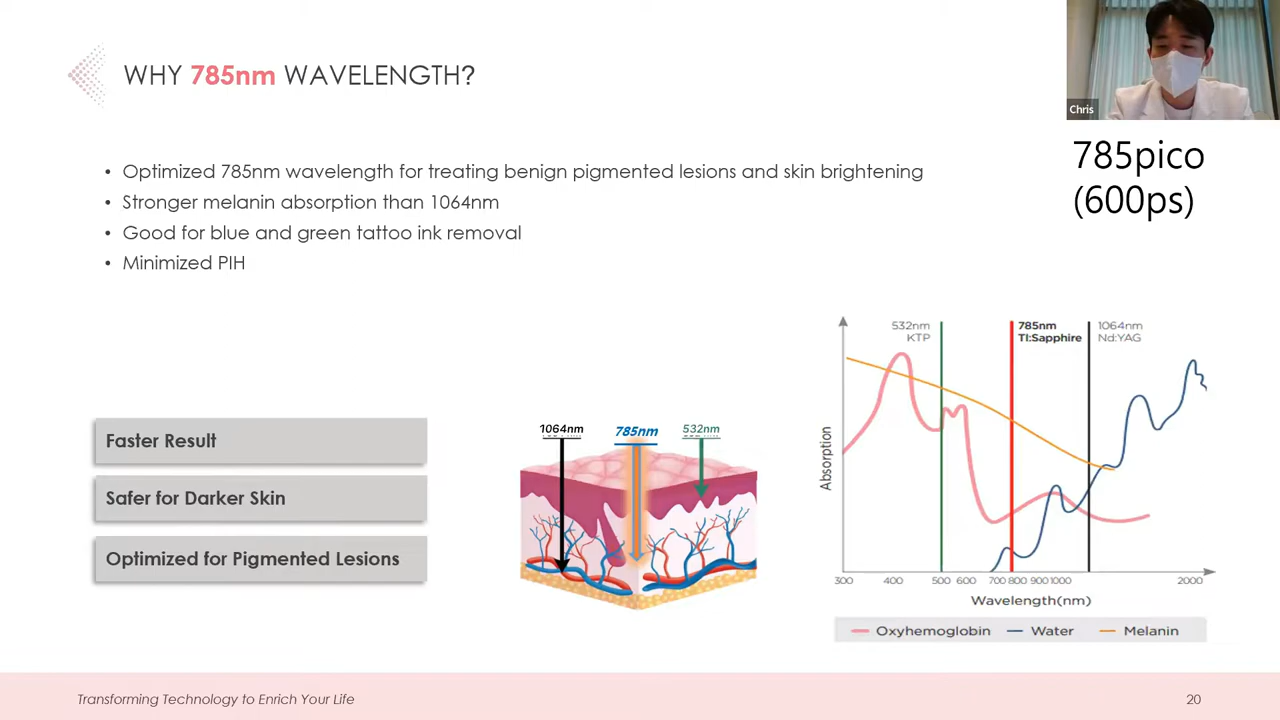 WHY 785nm WAVELENGTH?
Chris
785pico
(600ps)
• Optimized 785nm wavelength for treating benign pigmented lesions and skin brightening
• Stronger melanin absorption than 1064nm
• Good for blue and green tattoo ink removal
• Minimized PIH
Faster Result
Safer for Darker Skin
Optimized for Pigmented Lesions
1064nm
785nm
532nm
532nm
KTP
785nm
TI:Sapphire
1064nm
Nd:YAG
Absorption
300 400 500 600 700 800 900 1000 2000
Wavelength(nm)
Oxyhemoglobin Water Melanin
Transforming Technology to Enrich Your Life
20